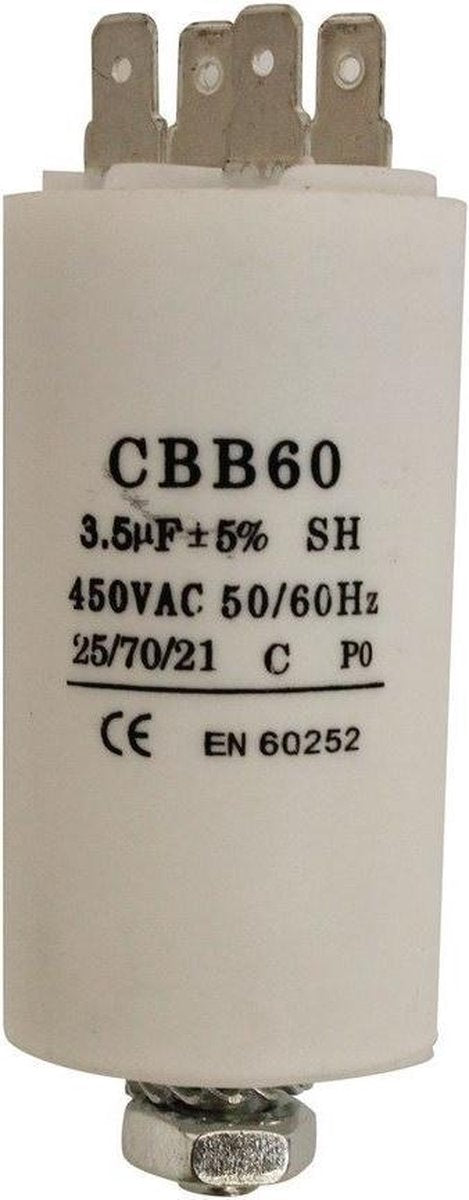 CBB60
3.5µF±5% SH
450VAC 50/60Hz
25/70/21 C P0
CE EN 60252